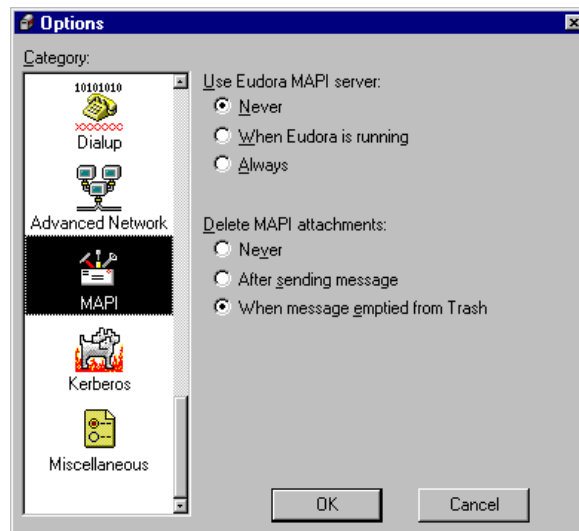 Options
Category:
10101010
Dialup
Advanced Network
MAPI
Kerberos
Miscellaneous
Use Eudora MAPI server:
Never
When Eudora is running
Always
Delete MAPI attachments:
Never
After sending message
When message emptied from Trash
OK
Cancel